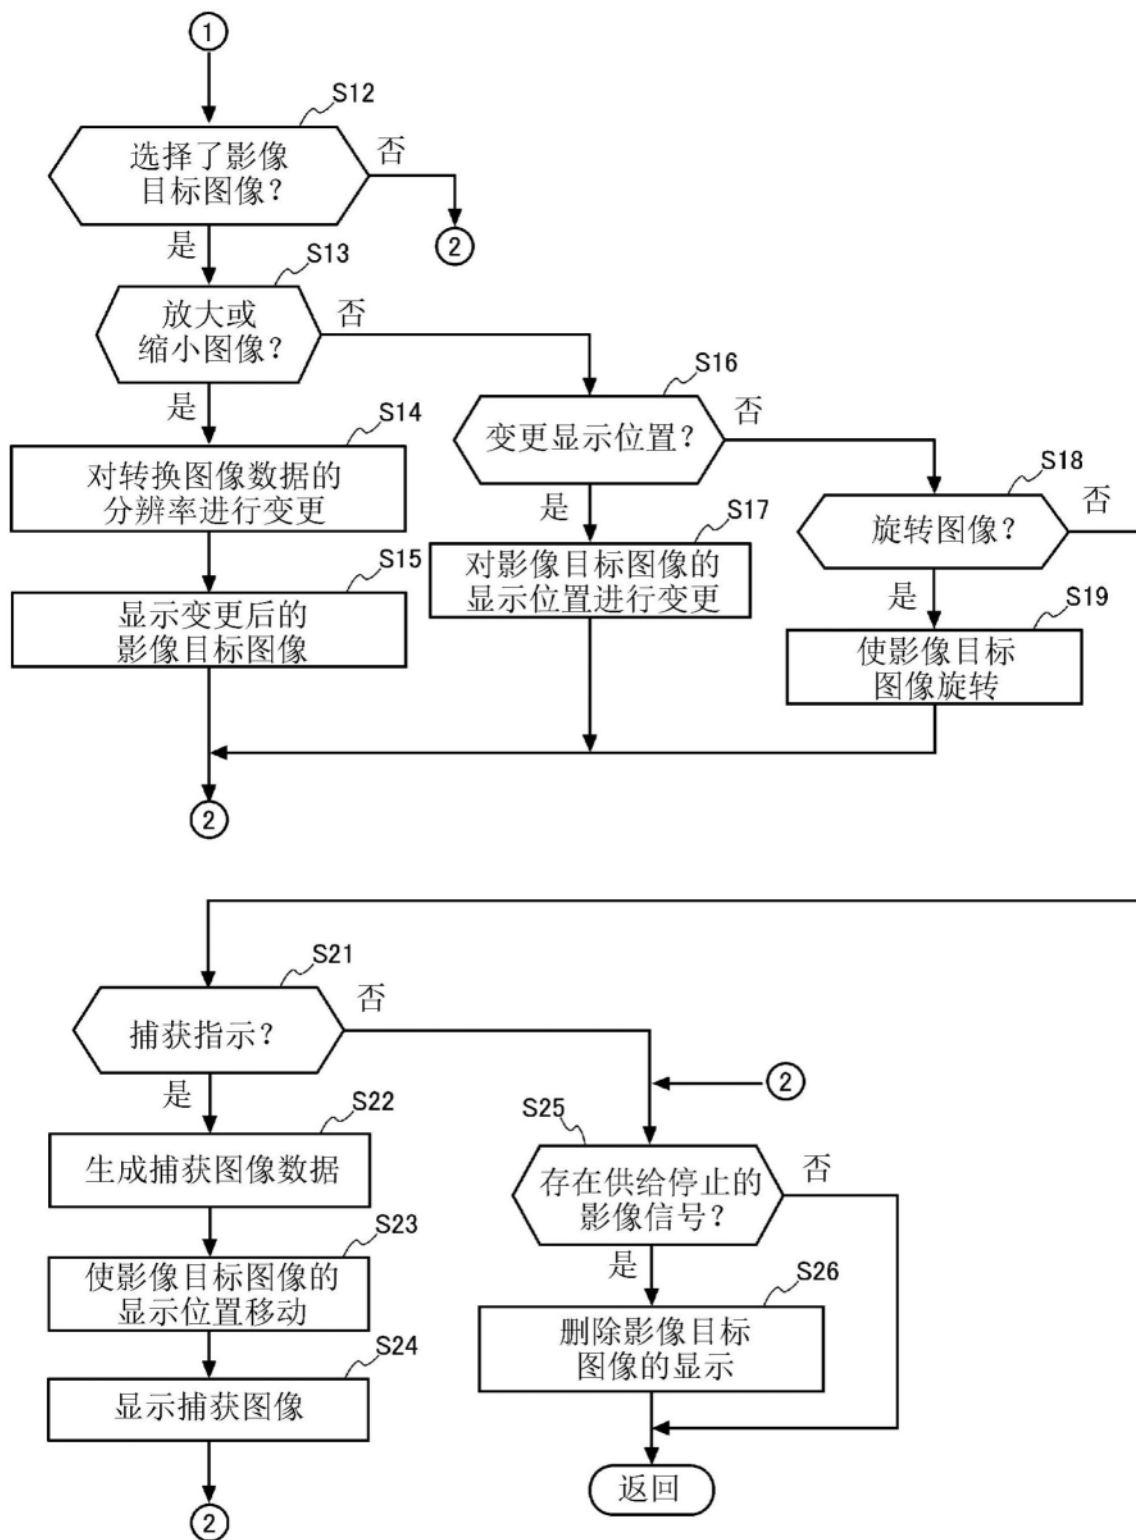 1
S12
选择了影像
目标图像?
否
2
是
S13
放大或
缩小图像?
否
是
S14
对转换图像数据的
分辨率进行变更
S15
显示变更后的
影像目标图像
S16
变更显示位置?
否
是
S17
对影像目标图像的
显示位置进行变更
S18
旋转图像?
否
是
S19
使影像目标
图像旋转
2
S21
捕获指示?
否
是
S22
生成捕获图像数据
S23
使影像目标图像的
显示位置移动
S24
显示捕获图像
2
2
S25
存在供给停止的
影像信号?
否
是
S26
删除影像目标
图像的显示
返回